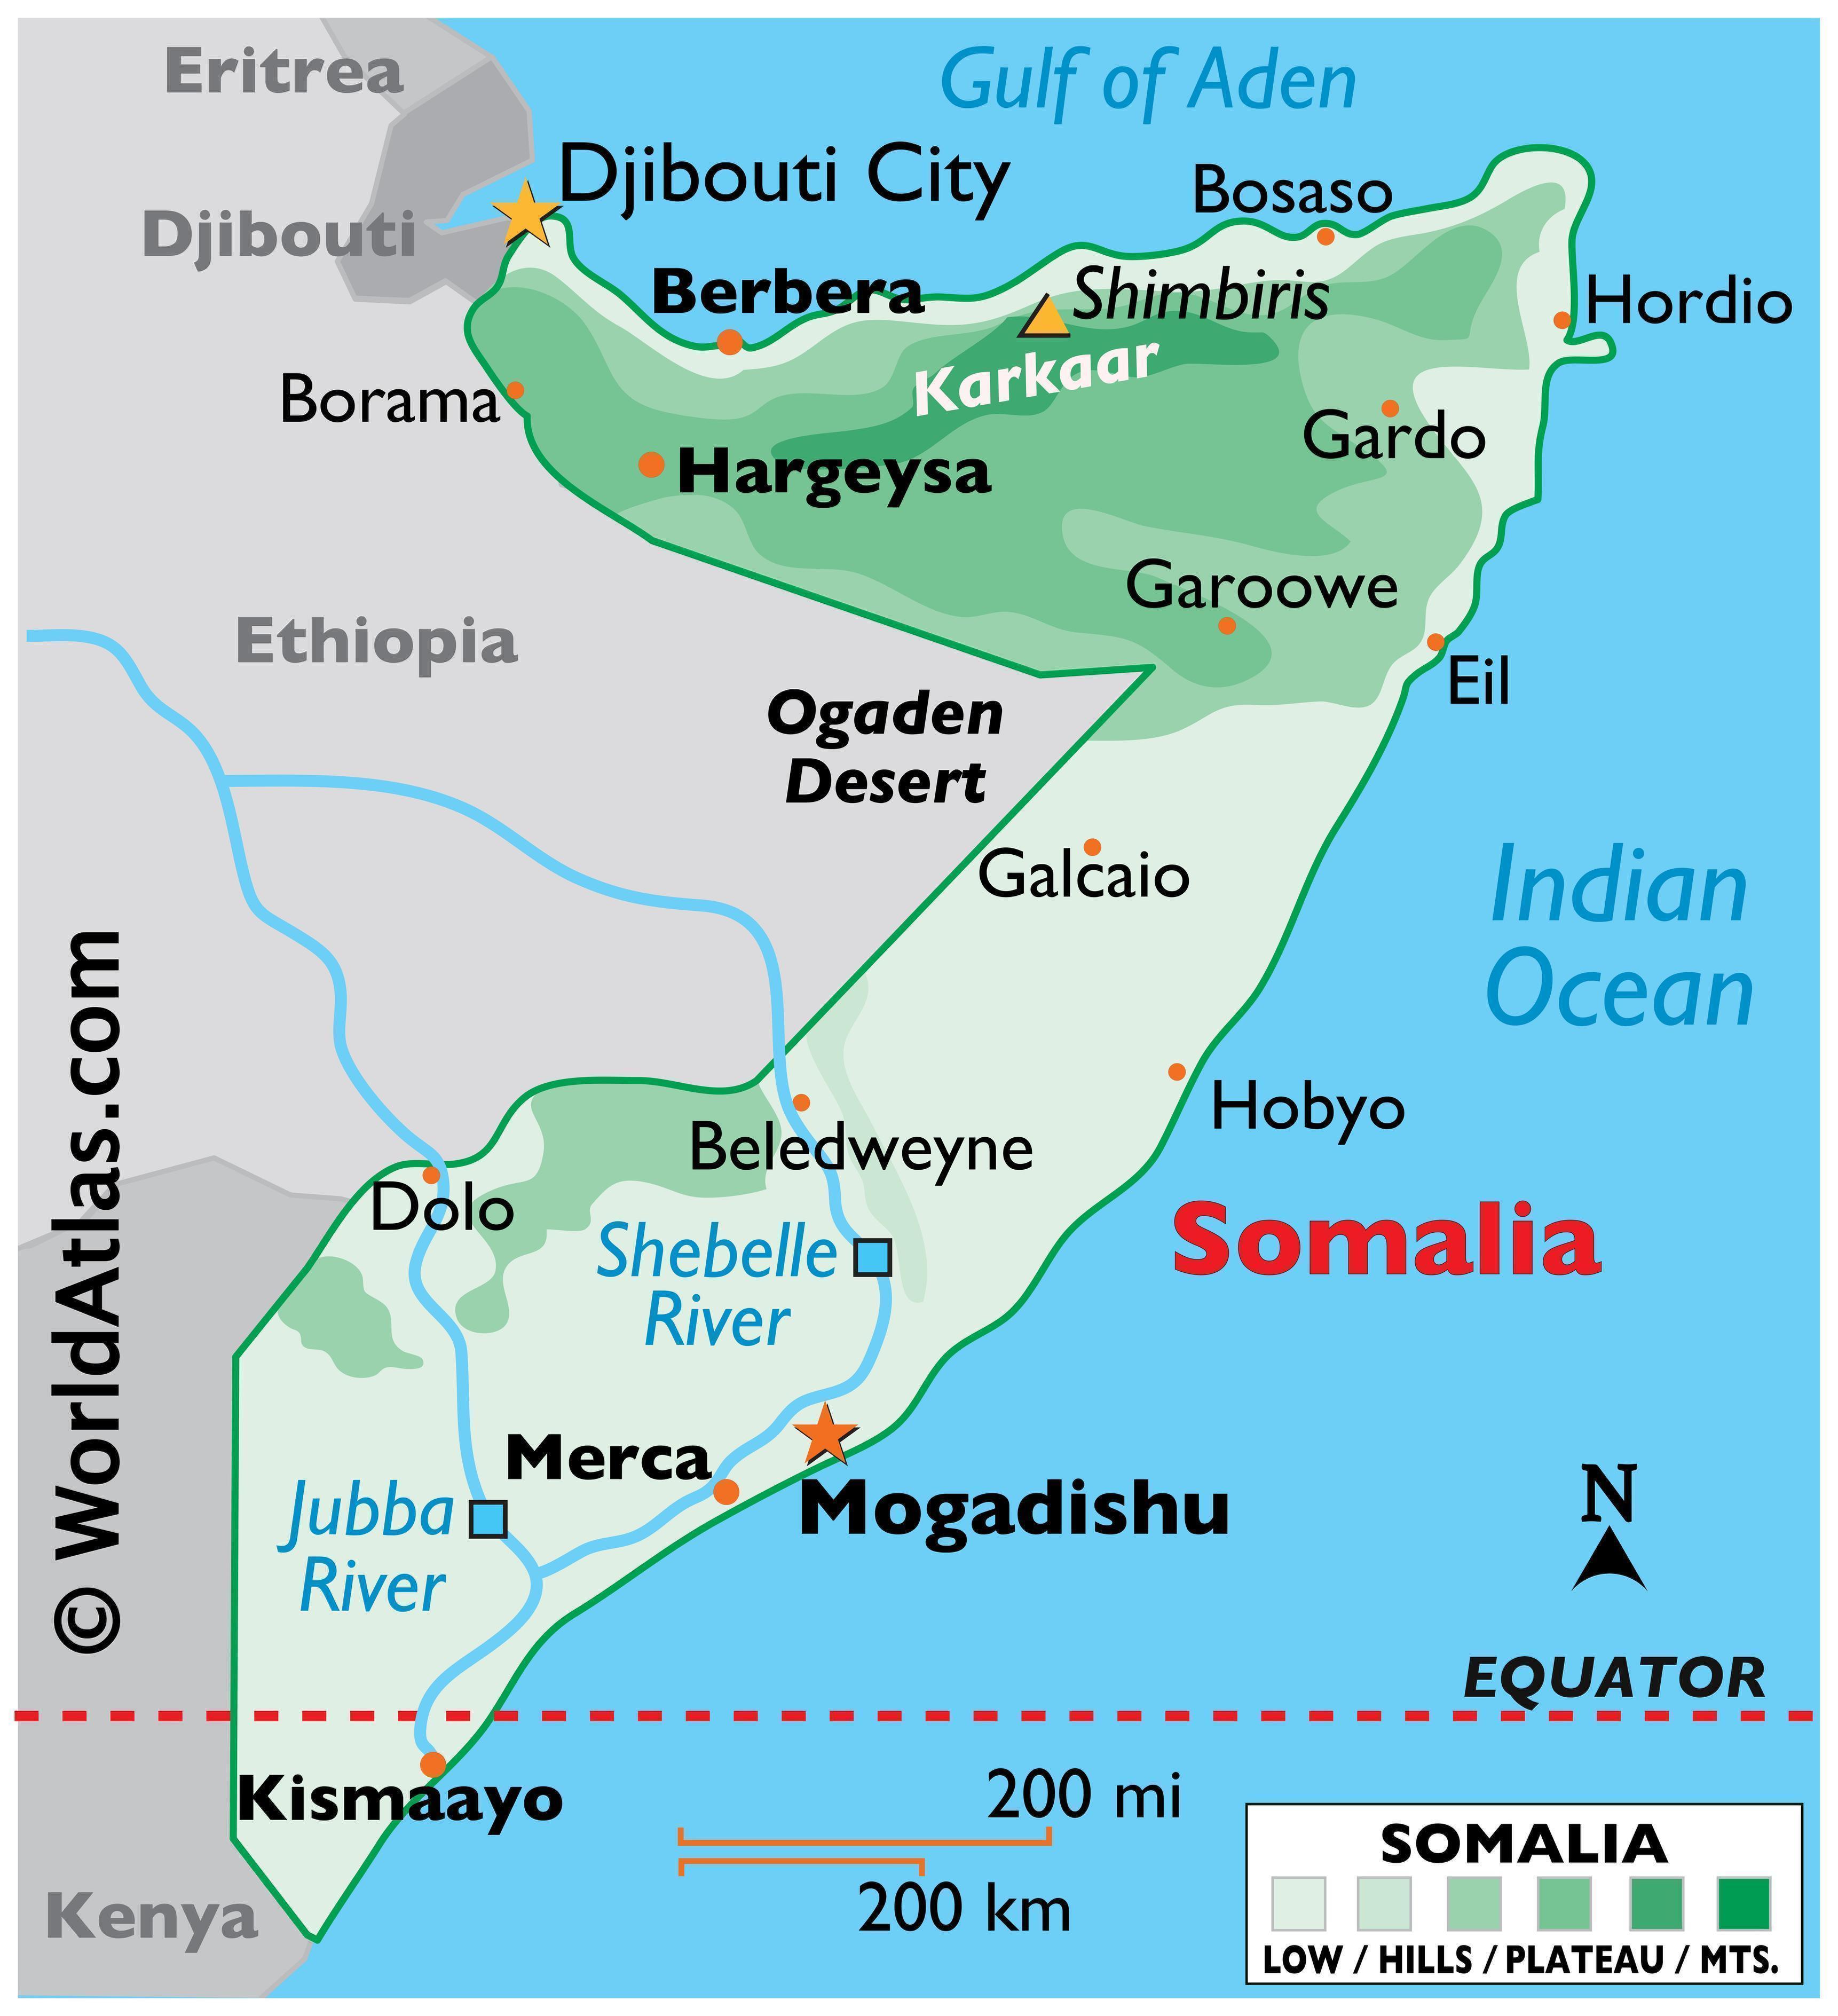 Eritrea
Gulf of Aden
Djibouti City
Bosaso
Djibouti
Berbera
Shimbiris
Hordio
Karkaar
Borama
Gardo
Hargeysa
Garoowe
Ethiopia
Eil
Ogaden
Desert
Galcaio
Indian
Ocean
© WorldAtlas.com
Hobyo
Beledweyne
Dolo
Shebelle
River
Somalia
Merca
Mogadishu
Jubba
River
N
EQUATOR
Kismaayo
200 mi
200 km
Kenya
SOMALIA
LOW / HILLS / PLATEAU / MTS.